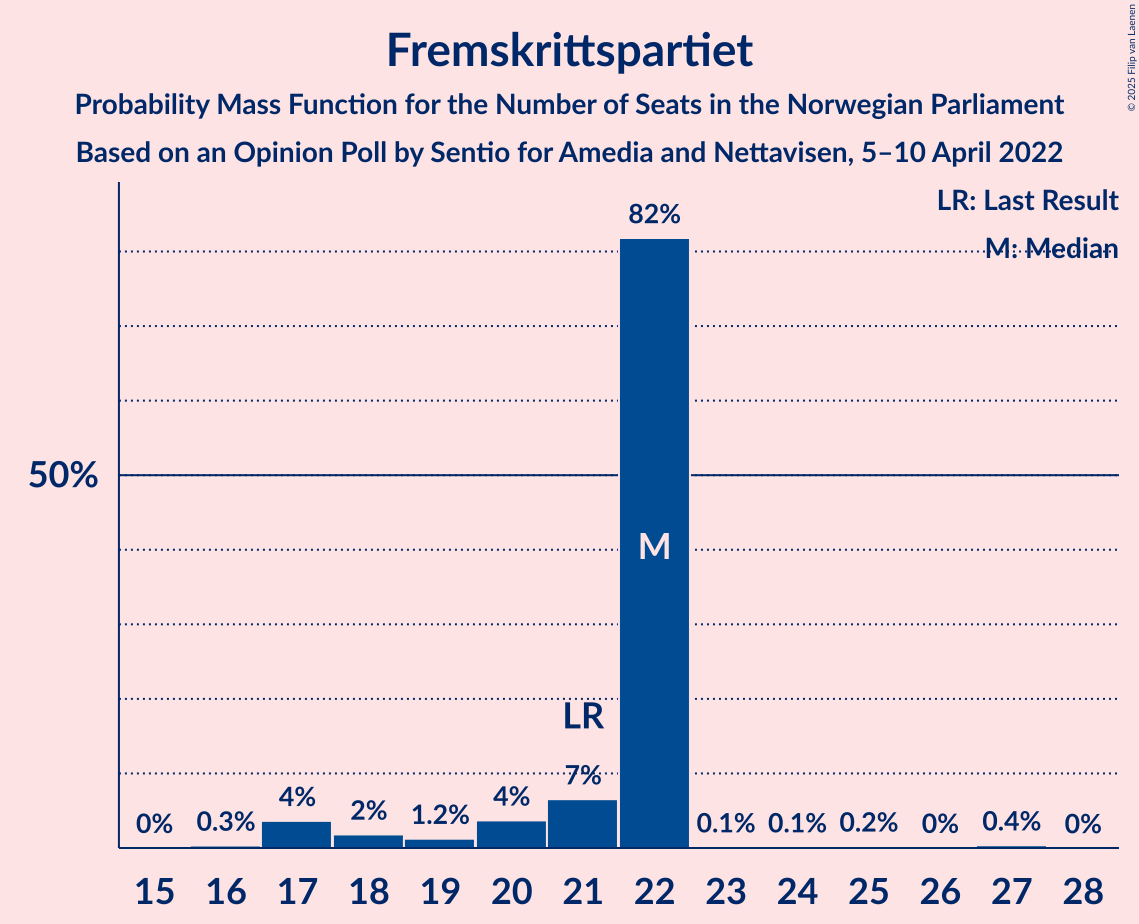 Fremskrittspartiet
Probability Mass Function for the Number of Seats in the Norwegian Parliament
Based on an Opinion Poll by Sentio for Amedia and Nettavisen, 5–10 April 2022
© 2025 Filip van Laenen
LR: Last Result
M: Median
50%
82%
M
LR
7%
0%
0.3%
4%
2%
1.2%
4%
0.1%
0.1%
0.2%
0%
0.4%
0%
15 16 17 18 19 20 21 22 23 24 25 26 27 28